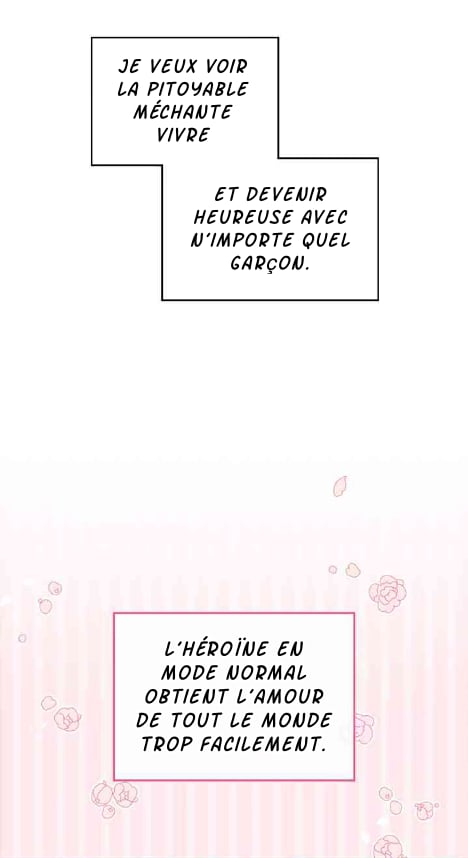 JE VEUX VOIR
LA PITOYABLE
MÉCHANTE
VIVRE
ET DEVENIR
HEUREUSE AVEC
N'IMPORTE QUEL
GARÇON.
L'HÉROÏNE EN
MODE NORMAL
OBTIENT L'AMOUR
DE TOUT LE MONDE
TROP FACILEMENT.